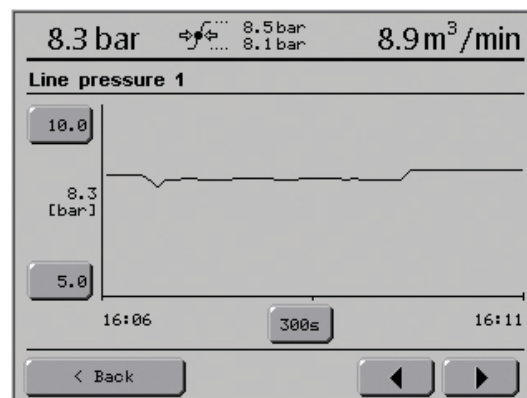 8.3 bar 8.5 bar 8.9 m³/min
8.1 bar
Line pressure 1
10.0
8.3
[bar]
5.0
16:06 300s 16:11
< Back